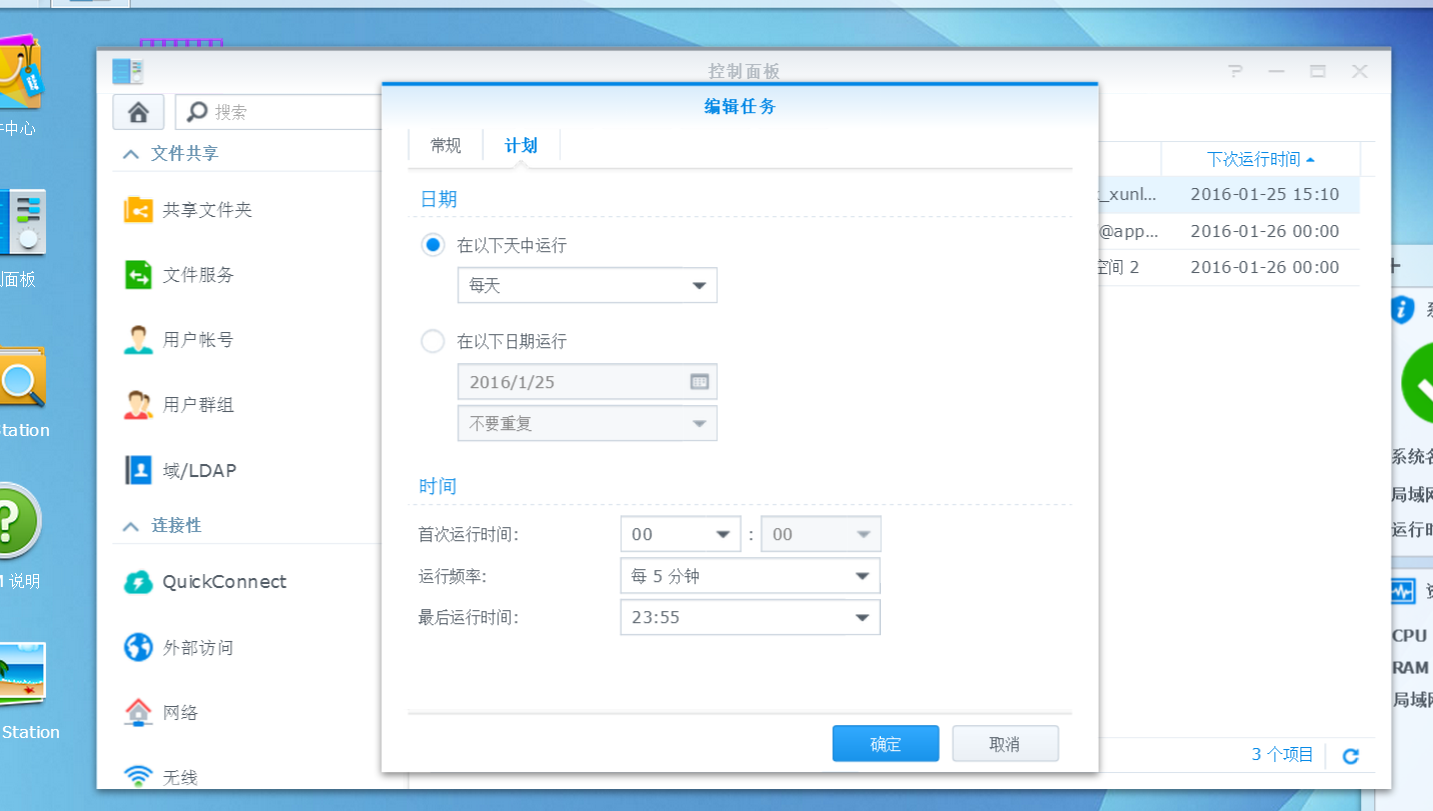 控制面板
编辑任务
搜索
常规
计划
文件共享
共享文件夹
文件服务
用户帐号
用户群组
域/LDAP
连接性
QuickConnect
外部访问
网络
无线
日期
在以下天中运行
每天
在以下日期运行
2016/1/25
不要重复
时间
首次运行时间: 00 : 00
运行频率: 每 5 分钟
最后运行时间: 23:55
确定
取消
下次运行时间
_xunl... 2016-01-25 15:10
@app... 2016-01-26 00:00
空间 2 2016-01-26 00:00
3 个项目
中心
面板
Station
说明
Station
系统名
局域网
运行时
CPU
RAM
局域网